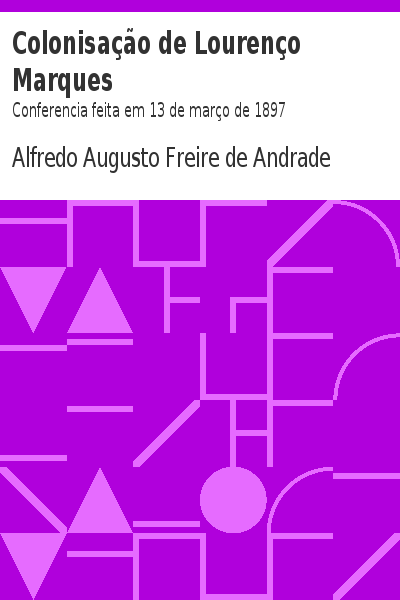 Colonisação de Lourenço
Marques
Conferencia feita em 13 de março de 1897
Alfredo Augusto Freire de Andrade